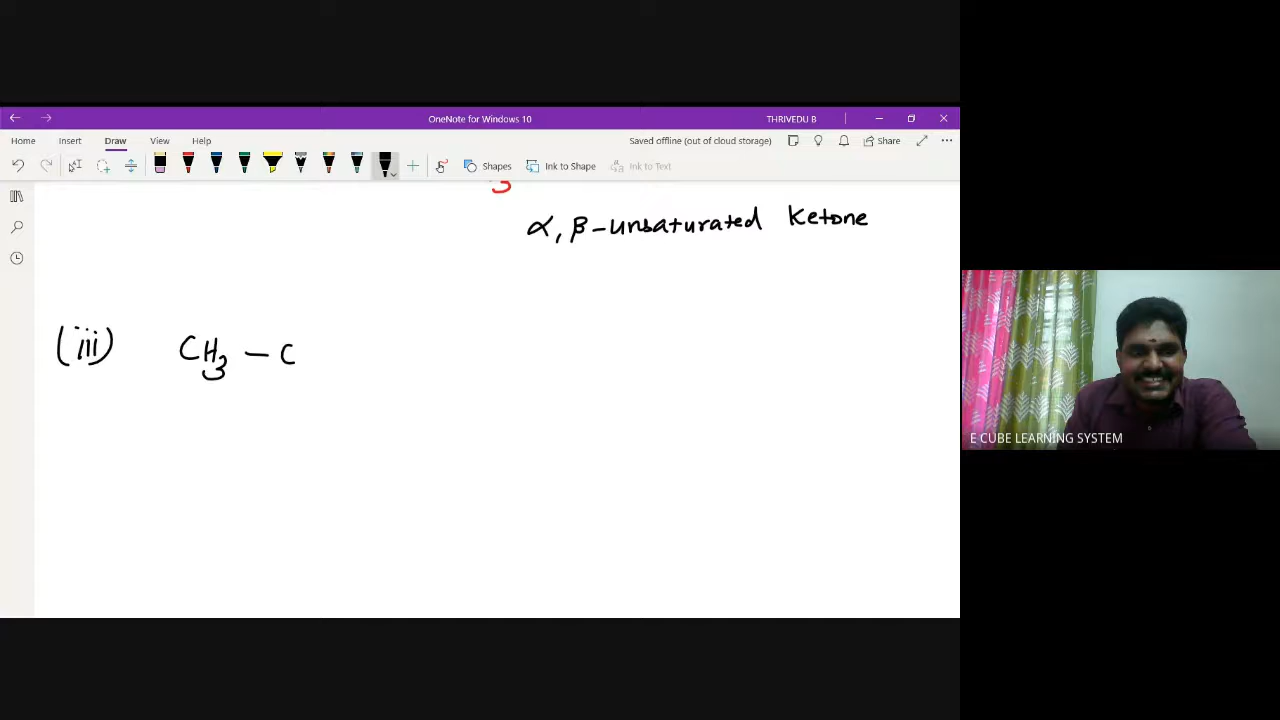 OneNote for Windows 10
THRIVEDU B
Home Insert Draw View Help
Saved offline (out of cloud storage)
Share
Shapes
Ink to Shape
Ink to Text
3
α, β-unsaturated Ketone
(iii) CH3 — C
E CUBE LEARNING SYSTEM